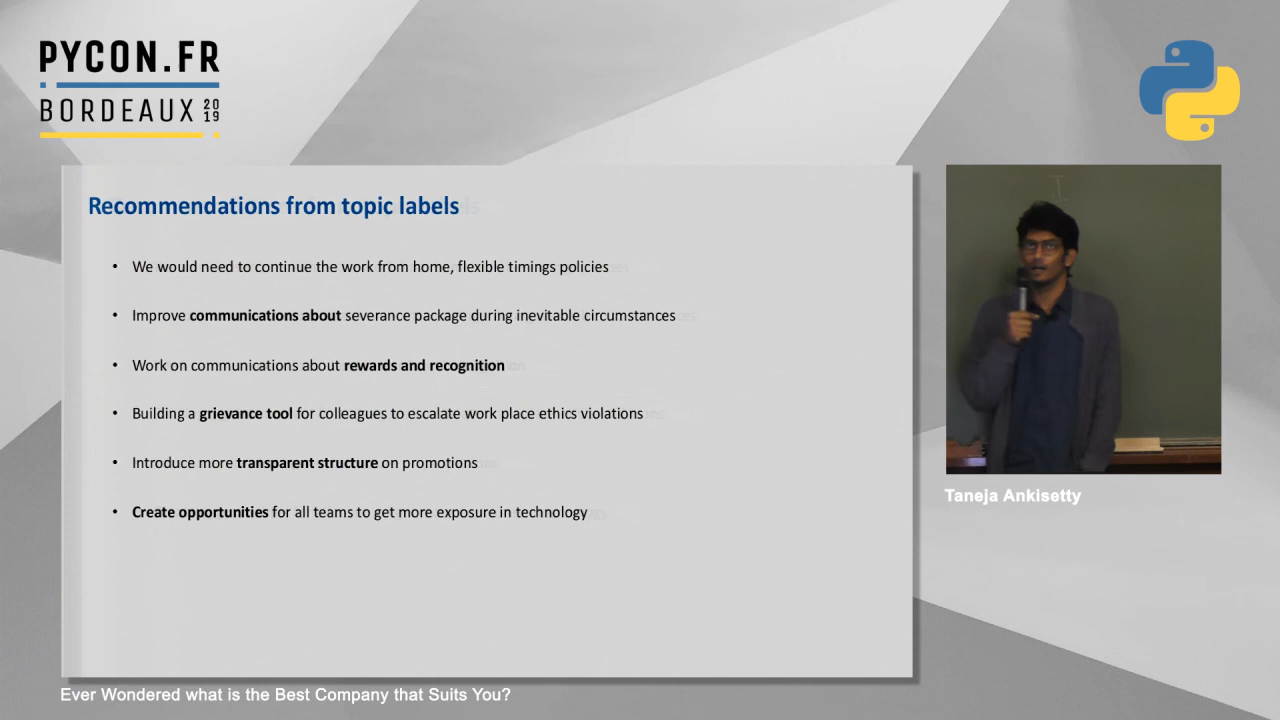 PYCON.FR
BORDEAUX 2019
Recommendations from topic labels
• We would need to continue the work from home, flexible timings policies
• Improve communications about severance package during inevitable circumstances
• Work on communications about rewards and recognition
• Building a grievance tool for colleagues to escalate work place ethics violations
• Introduce more transparent structure on promotions
• Create opportunities for all teams to get more exposure in technology
Taneja Ankisetty
Ever Wondered what is the Best Company that Suits You?